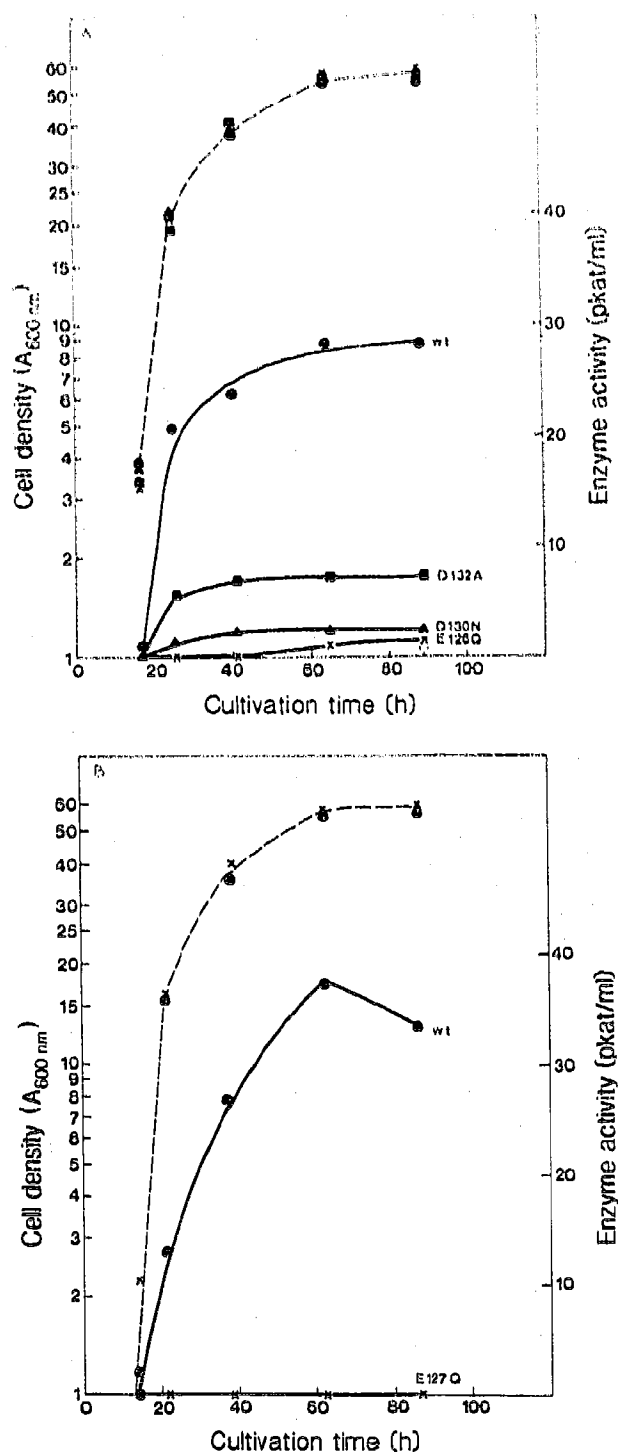 A
60
50
40
30
25
20
15
10
9
8
7
6
5
4
3
2
1
Cell density (A600 nm)
40
30
20
10
Enzyme activity (pkat/ml)
wt
D132A
D130N
E126Q
20 40 60 80 100
Cultivation time (h)
B
60
50
40
30
20
15
10
9
8
7
6
5
4
3
2
1
Cell density (A600 nm)
40
30
20
10
Enzyme activity (pkat/ml)
wt
E127Q
0 20 40 60 80 100
Cultivation time (h)